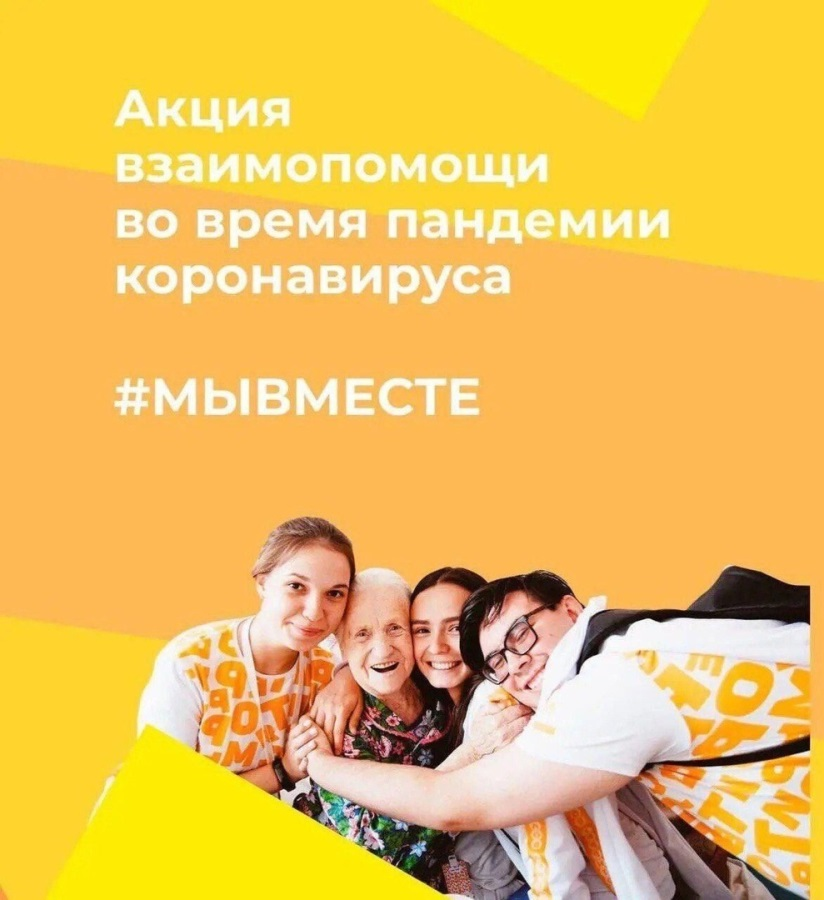 Акция
взаимопомощи
во время пандемии
коронавируса
#МЫВМЕСТЕ